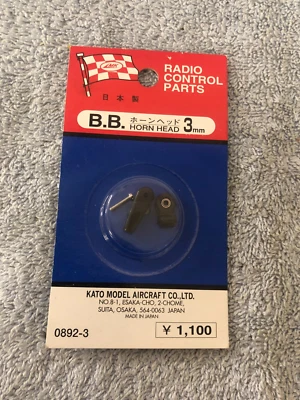 RADIO
CONTROL
PARTS
日本製
B.B. ホーンヘッド 3mm
HORN HEAD
KATO MODEL AIRCRAFT CO.,LTD.
NO.8-1, ESAKA-CHO, 2-CHOME,
SUITA, OSAKA, 564-0063 JAPAN
MADE IN JAPAN
0892-3
¥ 1,100